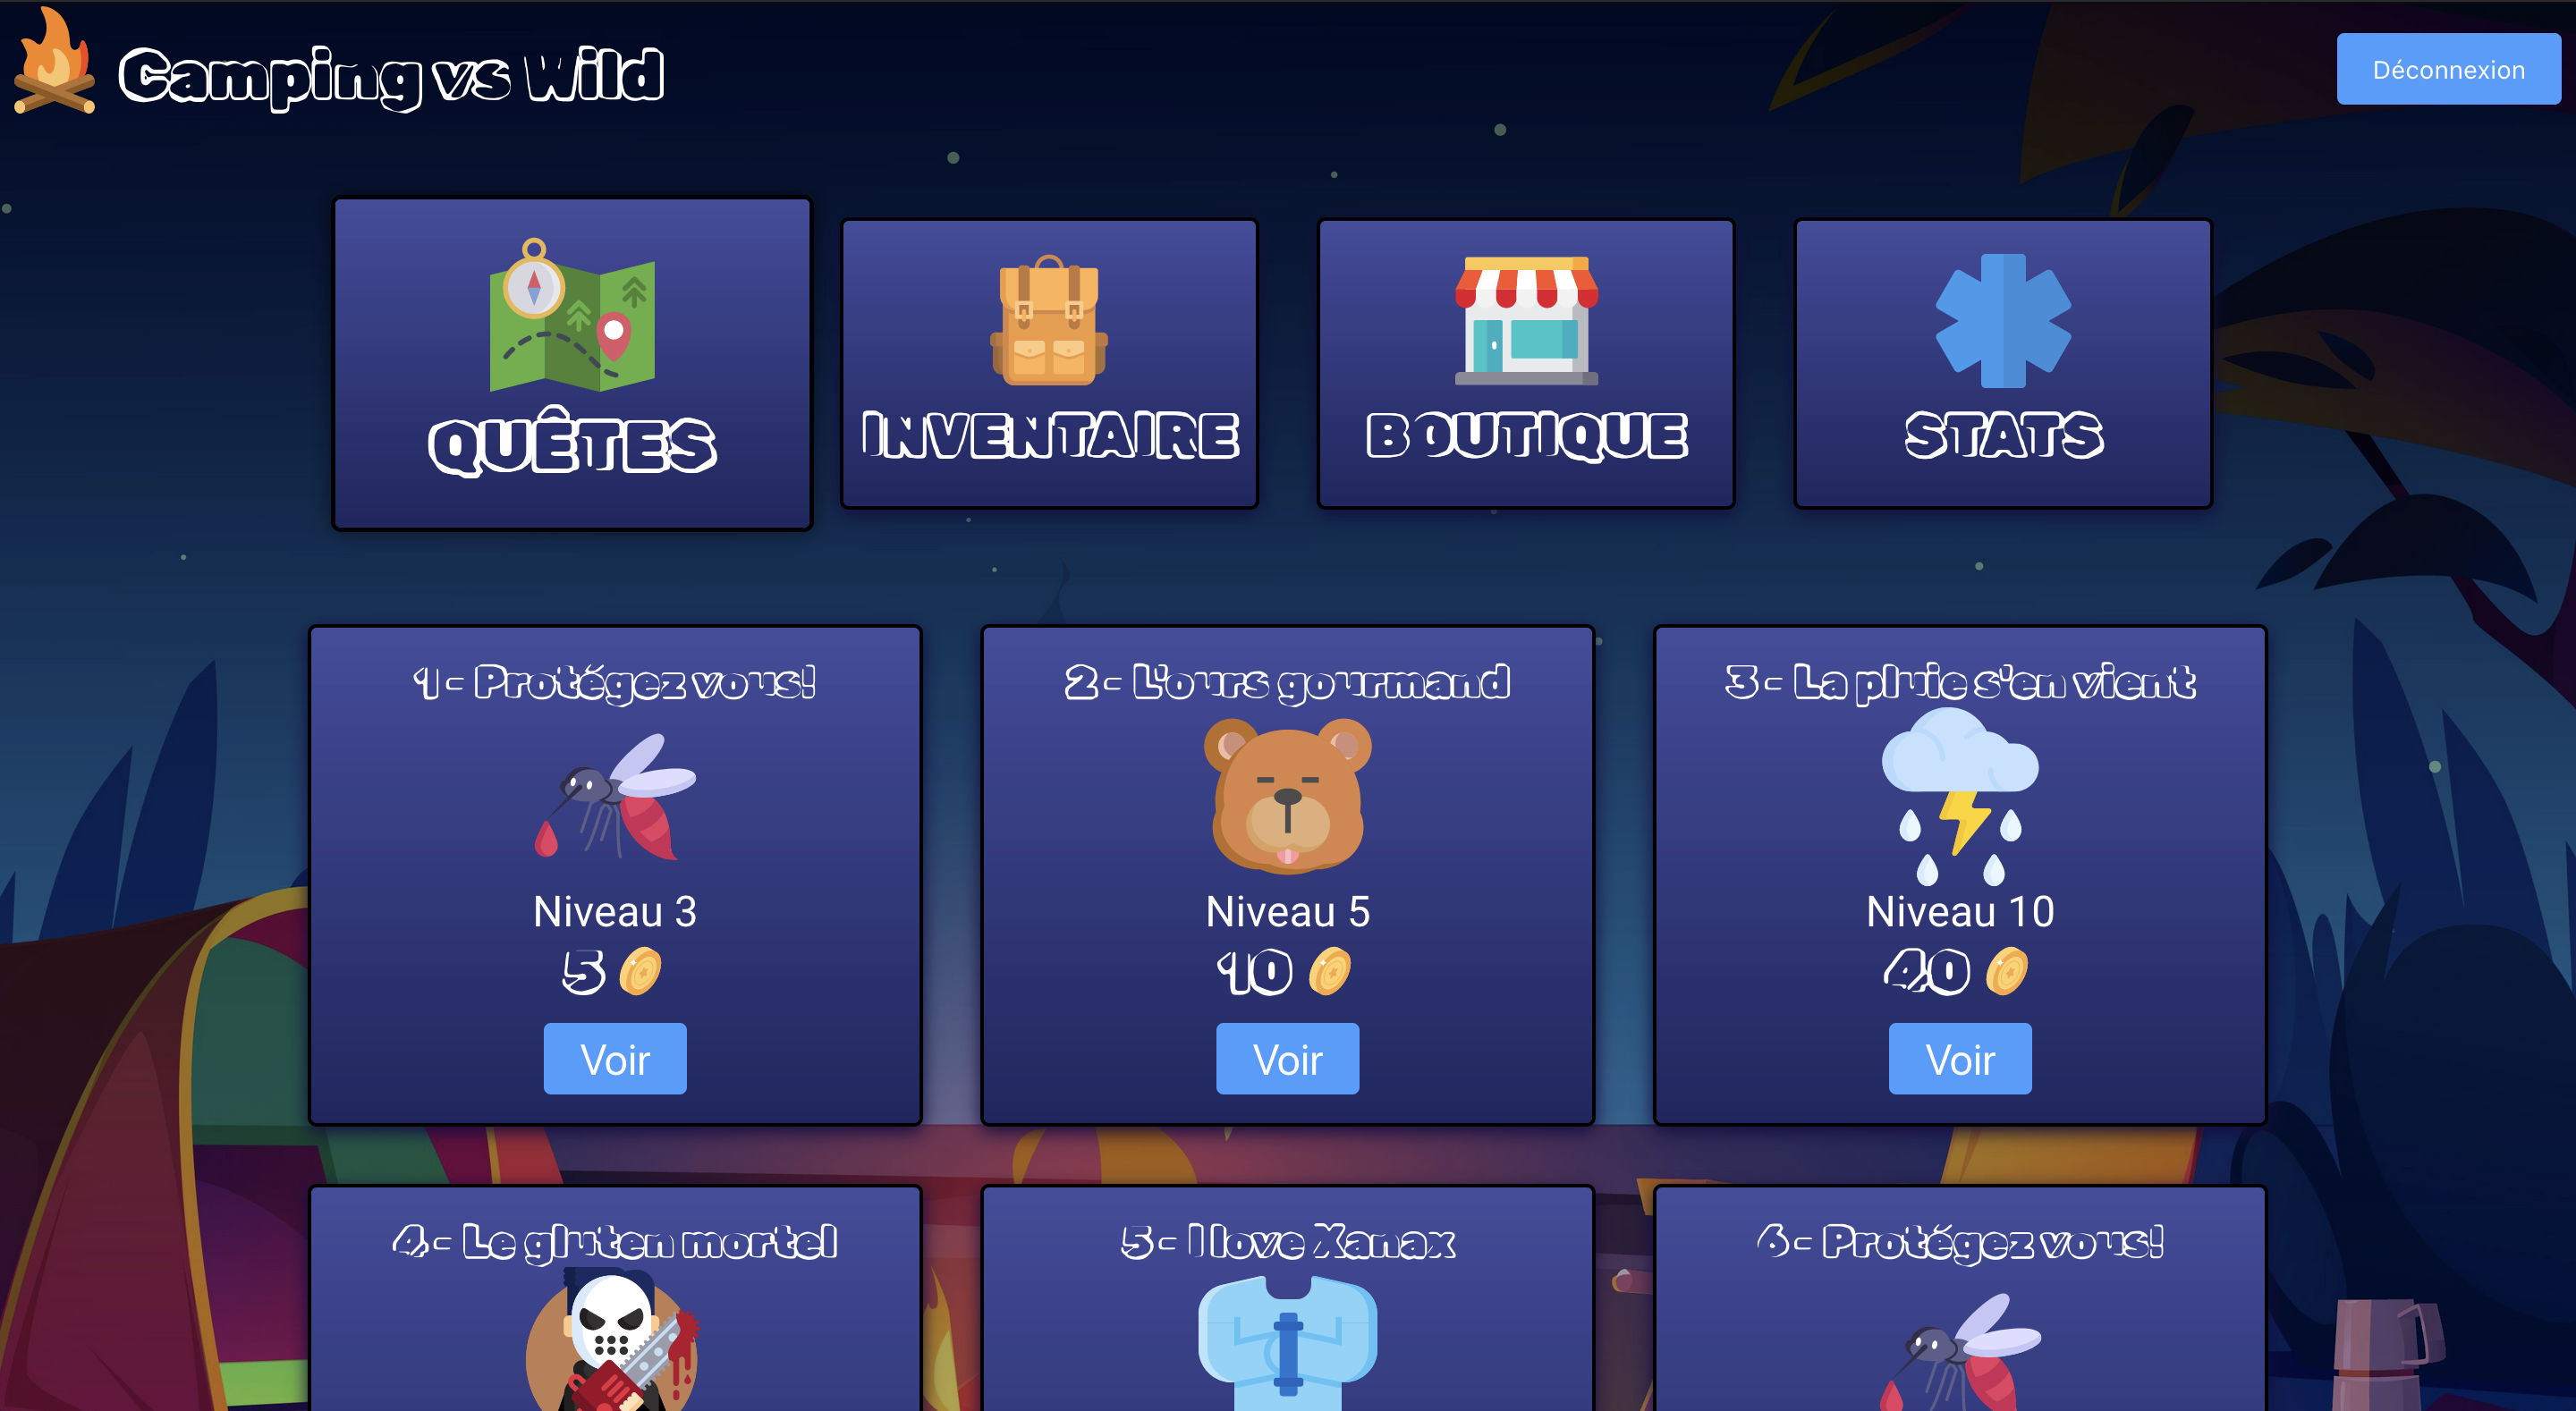 Camping vs Wild
Déconnexion
QUÊTES
INVENTAIRE
BOUTIQUE
STATS
1- Protégez vous!
2- L'ours gourmand
3- La pluie s'en vient
Niveau 3
Niveau 5
Niveau 10
5
10
40
Voir
Voir
Voir
4- Le gluten mortel
5- I love Xanax
6- Protégez vous!